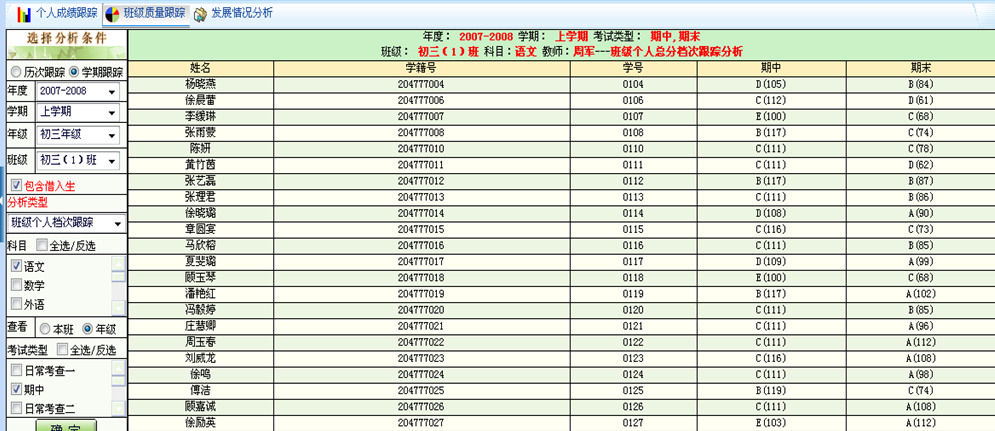 个人成绩跟踪 班级质量跟踪 发展情况分析
选择分析条件
历次跟踪 学期跟踪
年度 2007-2008
学期 上学期
年级 初三年级
班级 初三(1)班
包含借入生
分析类型
班级个人档次跟踪
科目 全选/反选
语文
数学
外语
查看 本班 年级
考试类型 全选/反选
日常考查一
期中
日常考查二
确 定
年度: 2007-2008 学期: 上学期 考试类型: 期中,期末
班级: 初三(1)班 科目:语文 教师:周军---班级个人总分档次跟踪分析
姓名 学籍号 学号 期中 期末
杨晓燕 204777004 0104 D(105) B(84)
徐晨蕾 204777006 0106 C(112) D(61)
李缓琳 204777007 0107 E(100) C(68)
张雨萦 204777008 0108 B(117) C(74)
陈妍 204777010 0110 C(111) C(78)
黄竹茵 204777011 0111 C(111) D(62)
张艺磊 204777012 0112 B(117) B(87)
张理君 204777013 0113 C(111) B(86)
徐晓璐 204777014 0114 D(108) A(90)
章圆宾 204777015 0115 C(116) C(73)
马欣榕 204777016 0116 C(111) B(85)
夏斐璐 204777017 0117 D(109) A(99)
顾玉琴 204777018 0118 E(100) C(68)
潘艳红 204777019 0119 B(117) A(102)
冯毅婷 204777020 0120 C(111) B(85)
庄慧卿 204777021 0121 C(111) A(96)
周玉春 204777022 0122 C(111) A(112)
刘威龙 204777023 0123 C(116) A(108)
徐鸣 204777024 0124 C(111) A(98)
傅洁 204777025 0125 B(119) C(74)
顾嘉诚 204777026 0126 C(111) A(108)
徐励英 204777027 0127 E(103) A(112)